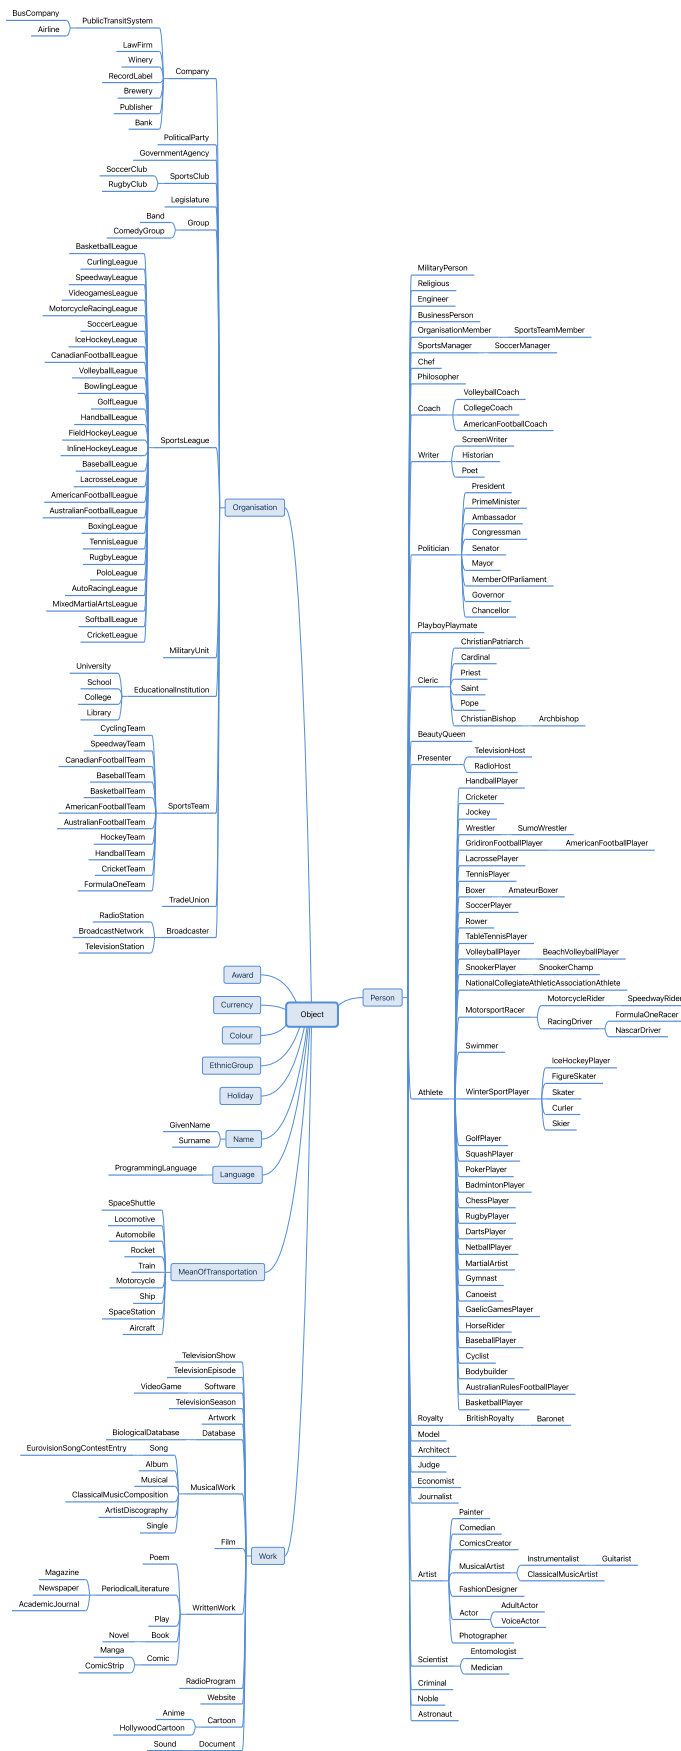 BusCompany
PublicTransitSystem
Airline
LawFirm
Winery
Company
RecordLabel
Brewery
Publisher
Bank
PoliticalParty
GovernmentAgency
SoccerClub
SportsClub
RugbyClub
Legislature
Band
Group
ComedyGroup
BasketballLeague
CurlingLeague
SpeedwayLeague
VideogamesLeague
MotorcycleRacingLeague
SoccerLeague
IceHockeyLeague
CanadianFootballLeague
VolleyballLeague
BowlingLeague
GolfLeague
HandballLeague
FieldHockeyLeague
SportsLeague
InlineHockeyLeague
BaseballLeague
LacrosseLeague
AmericanFootballLeague
AustralianFootballLeague
BoxingLeague
TennisLeague
RugbyLeague
PoloLeague
AutoRacingLeague
MixedMartialArtsLeague
SoftballLeague
CricketLeague
Organisation
MilitaryUnit
University
School
EducationalInstitution
College
Library
CyclingTeam
SpeedwayTeam
CanadianFootballTeam
BaseballTeam
BasketballTeam
SportsTeam
AmericanFootballTeam
AustralianFootballTeam
HockeyTeam
HandballTeam
CricketTeam
FormulaOneTeam
TradeUnion
RadioStation
BroadcastNetwork
Broadcaster
TelevisionStation
Award
Currency
Object
Colour
EthnicGroup
Holiday
GivenName
Name
Surname
ProgrammingLanguage
Language
SpaceShuttle
Locomotive
Automobile
Rocket
Train
MeanOfTransportation
Motorcycle
Ship
SpaceStation
Aircraft
TelevisionShow
TelevisionEpisode
VideoGame
Software
TelevisionSeason
Artwork
BiologicalDatabase
Database
EurovisionSongContestEntry
Song
Album
Musical
MusicalWork
ClassicalMusicComposition
ArtistDiscography
Single
Film
Work
Poem
Magazine
Newspaper
PeriodicalLiterature
AcademicJournal
WrittenWork
Play
Novel
Book
Manga
Comic
ComicStrip
RadioProgram
Website
Anime
Cartoon
HollywoodCartoon
Sound
Document
Person
MilitaryPerson
Religious
Engineer
BusinessPerson
OrganisationMember
SportsTeamMember
SportsManager
SoccerManager
Chef
Philosopher
VolleyballCoach
Coach
CollegeCoach
AmericanFootballCoach
ScreenWriter
Writer
Historian
Poet
President
PrimeMinister
Ambassador
Congressman
Politician
Senator
Mayor
MemberOfParliament
Governor
Chancellor
PlayboyPlaymate
ChristianPatriarch
Cardinal
Priest
Cleric
Saint
Pope
ChristianBishop
Archbishop
BeautyQueen
TelevisionHost
Presenter
RadioHost
HandballPlayer
Cricketer
Jockey
Wrestler
SumoWrestler
GridironFootballPlayer
AmericanFootballPlayer
LacrossePlayer
TennisPlayer
Boxer
AmateurBoxer
SoccerPlayer
Rower
TableTennisPlayer
VolleyballPlayer
BeachVolleyballPlayer
SnookerPlayer
SnookerChamp
NationalCollegiateAthleticAssociationAthlete
MotorsportRacer
MotorcycleRider
SpeedwayRider
RacingDriver
FormulaOneRacer
NascarDriver
Swimmer
Athlete
WinterSportPlayer
IceHockeyPlayer
FigureSkater
Skater
Curler
Skier
GolfPlayer
SquashPlayer
PokerPlayer
BadmintonPlayer
ChessPlayer
RugbyPlayer
DartsPlayer
NetballPlayer
MartialArtist
Gymnast
Canoeist
GaelicGamesPlayer
HorseRider
BaseballPlayer
Cyclist
Bodybuilder
AustralianRulesFootballPlayer
BasketballPlayer
Royalty
BritishRoyalty
Baronet
Model
Architect
Judge
Economist
Journalist
Painter
Comedian
ComicsCreator
Artist
MusicalArtist
Instrumentalist
Guitarist
ClassicalMusicArtist
FashionDesigner
Actor
AdultActor
VoiceActor
Photographer
Scientist
Entomologist
Medician
Criminal
Noble
Astronaut